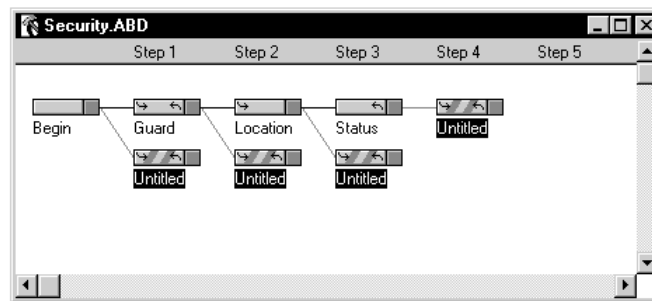 Security.ABD
Step 1 Step 2 Step 3 Step 4 Step 5
Begin Guard Location Status Untitled
Untitled Untitled Untitled